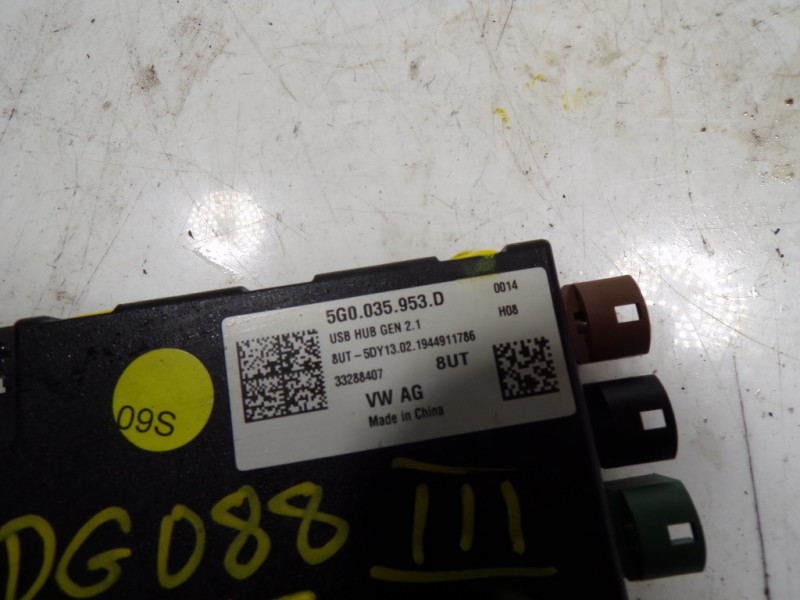 5G0.035.953.D
0014
USB HUB GEN 2.1
H08
8UT-5DY13.02.1944911786
33288407
8UT
VW AG
Made in China
09S
DG088 III